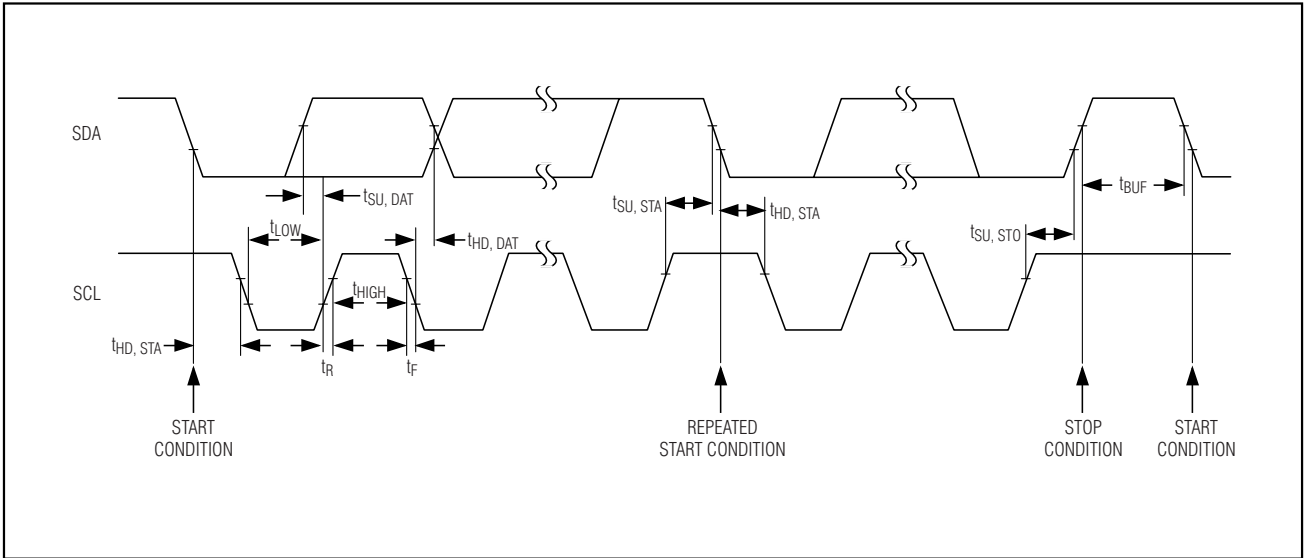 SDA
tSU, DAT
tLOW
tHD, DAT
tSU, STA
tHD, STA
tBUF
tSU, STO
SCL
tHIGH
tHD, STA
tR
tF
START
CONDITION
REPEATED
START CONDITION
STOP
CONDITION
START
CONDITION